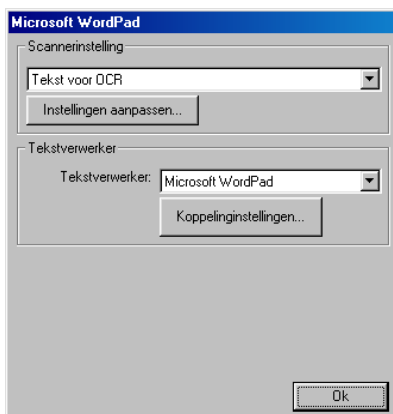 Microsoft WordPad
Scannerinstelling
Tekst voor OCR
Instellingen aanpassen...
Tekstverwerker
Tekstverwerker: Microsoft WordPad
Koppelinginstellingen...
Ok